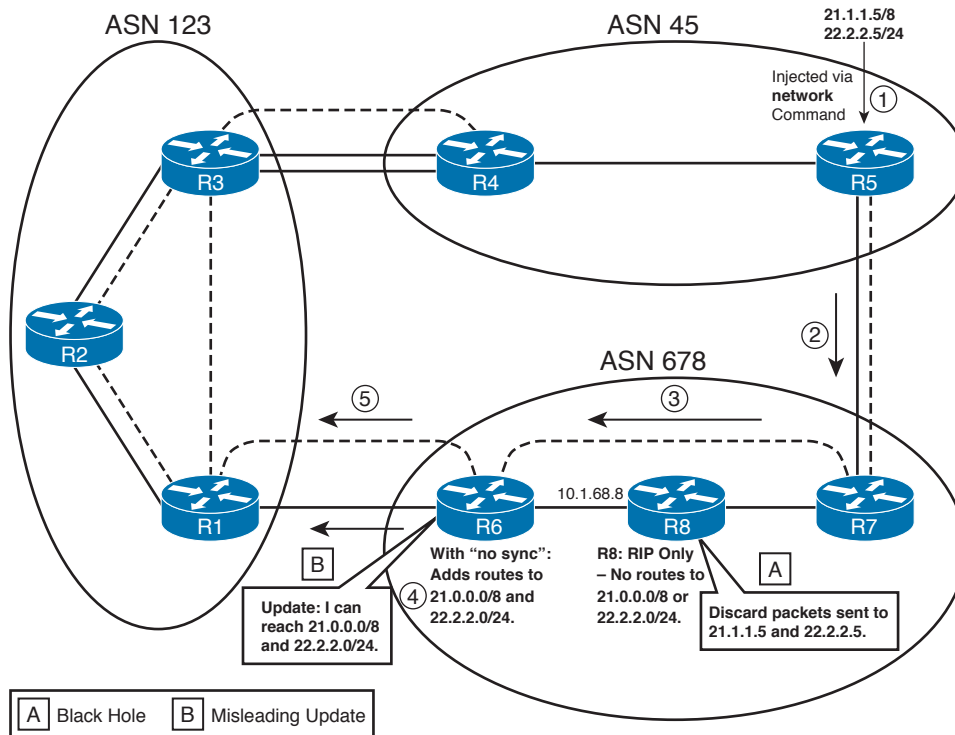 ASN 123
ASN 45
21.1.1.5/8
22.2.2.5/24
Injected via
network
Command
1
R3
R4
R5
R2
2
ASN 678
5
3
10.1.68.8
R1
R6
R8
R7
B
4
With “no sync”:
Adds routes to
21.0.0.0/8 and
22.2.2.0/24.
R8: RIP Only
– No routes to
21.0.0.0/8 or
22.2.2.0/24.
A
Update: I can
reach 21.0.0.0/8
and 22.2.2.0/24.
Discard packets sent to
21.1.1.5 and 22.2.2.5.
A Black Hole
B Misleading Update